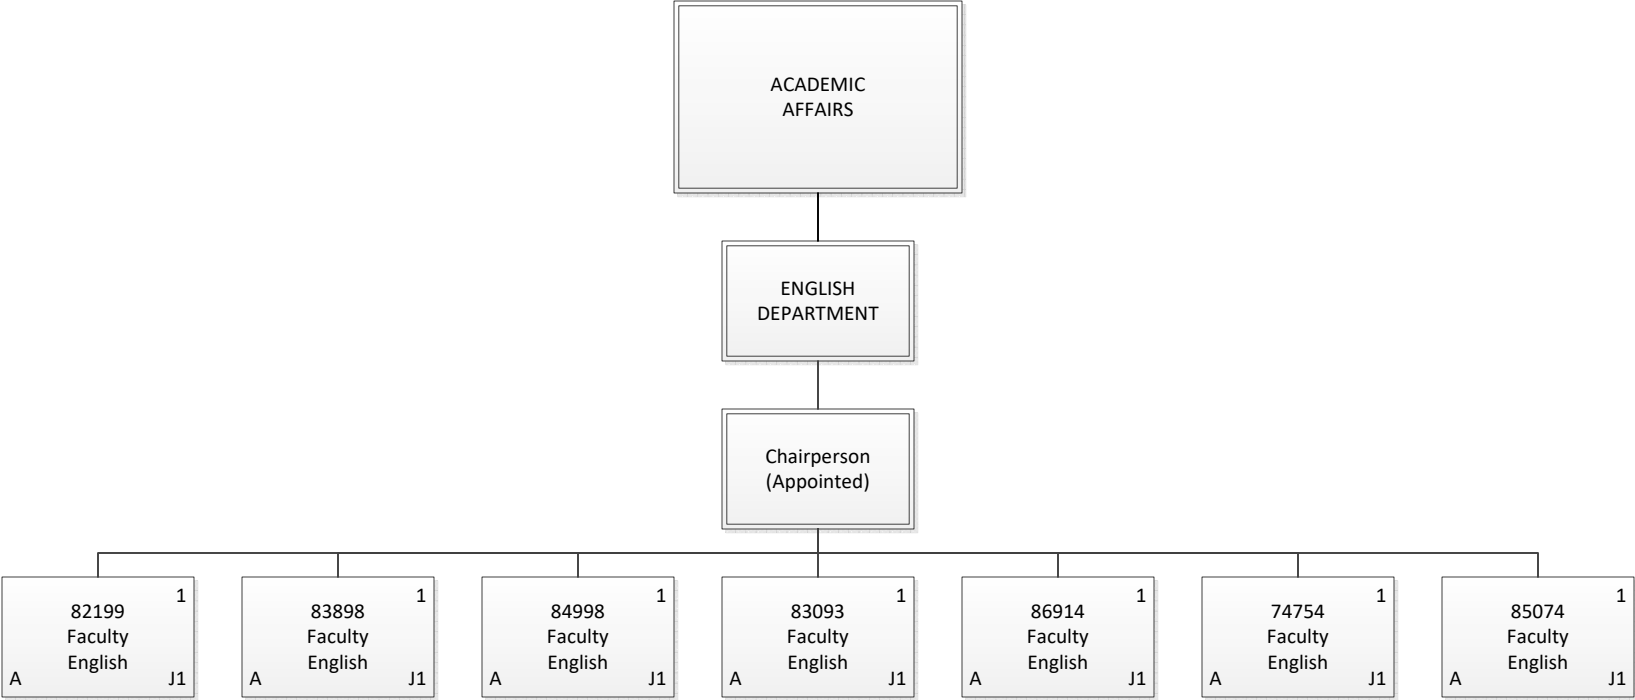 ACADEMIC
AFFAIRS
ENGLISH
DEPARTMENT
Chairperson
(Appointed)
1
82199
Faculty
English
A J1
1
83898
Faculty
English
A J1
1
84998
Faculty
English
A J1
1
83093
Faculty
English
A J1
1
86914
Faculty
English
A J1
1
74754
Faculty
English
A J1
1
85074
Faculty
English
A J1